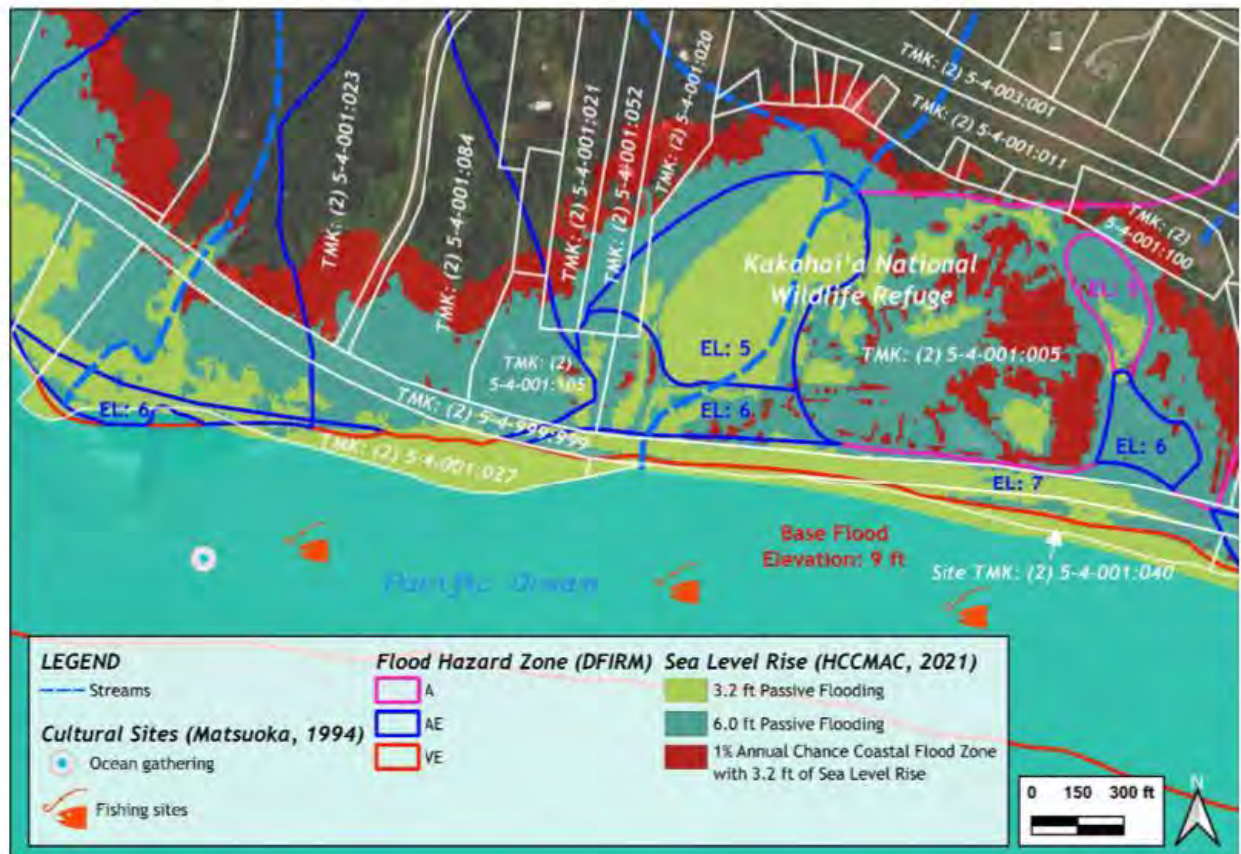 TMK: (2) 5-4-001:023
TMK: (2) 5-4-001:084
TMK: (2) 5-4-001:021
TMK: (2) 5-4-001:052
TMK: (2) 5-4-001:020
TMK: (2) 5-4-003:001
TMK: (2) 5-4-001:011
TMK: (2)
5-4-001:100
Kakahai'a National
Wildlife Refuge
EL:
TMK: (2) 5-4-001:005
EL: 5
TMK: (2)
EL: 6
EL: 6
EL: 6
TMK: (2) 5-4-999:999
TMK: (2) 5-4-001:027
EL: 7
Base Flood
Elevation: 9 ft
Site TMK: (2) 5-4-001:040
Pacific Ocean
LEGEND
Streams
Cultural Sites (Matsuoka, 1994)
Ocean gathering
Fishing sites
Flood Hazard Zone (DFIRM)
A
AE
VE
Sea Level Rise (HCCMAC, 2021)
3.2 ft Passive Flooding
6.0 ft Passive Flooding
1% Annual Chance Coastal Flood Zone
with 3.2 ft of Sea Level Rise
0 150 300 ft
N